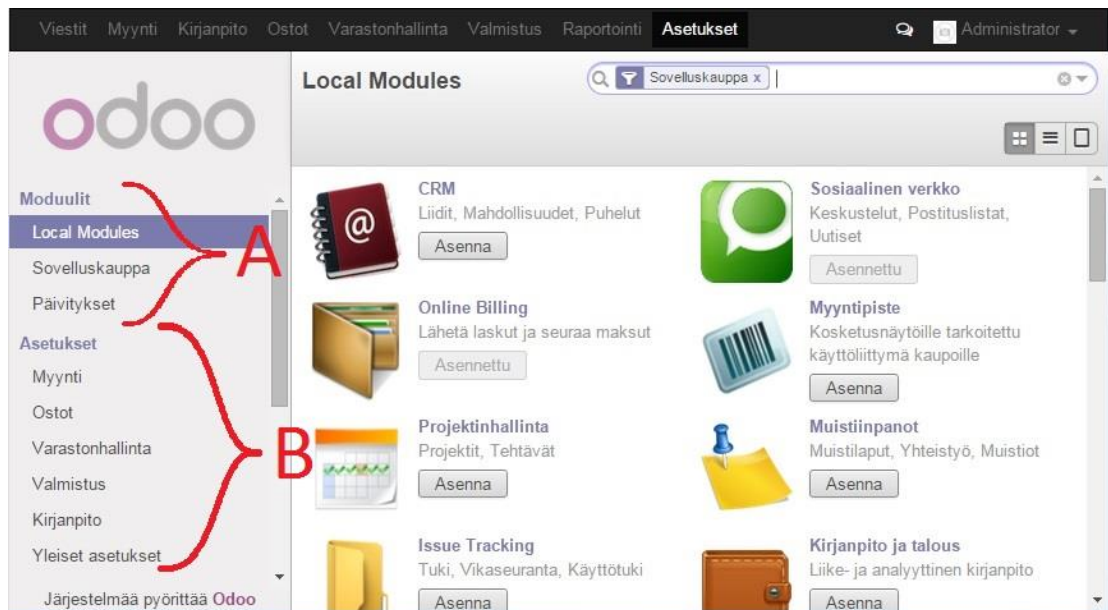 Viestit Myynti Kirjanpito Ostot Varastonhallinta Valmistus Raportointi Asetukset Administrator
odoo
Local Modules
Sovelluskauppa x
Moduulit
Local Modules
Sovelluskauppa
Päivitykset
A
Asetukset
Myynti
Ostot
Varastonhallinta
Valmistus
Kirjanpito
Yleiset asetukset
B
Järjestelmää pyörittää Odoo
CRM
Liidit, Mahdollisuudet, Puhelut
Asenna
Sosiaalinen verkko
Keskustelut, Postituslistat,
Uutiset
Asennettu
Online Billing
Lähetä laskut ja seuraa maksut
Asennettu
Myyntipiste
Kosketusnäytöille tarkoitettu
käyttöliittymä kaupoille
Asenna
Projektinhallinta
Projektit, Tehtävät
Asenna
Muistiinpanot
Muistilaput, Yhteistyö, Muistiot
Asenna
Issue Tracking
Tuki, Vikaseuranta, Käyttötuki
Asenna
Kirjanpito ja talous
Liike- ja analyyttinen kirjanpito
Asenna